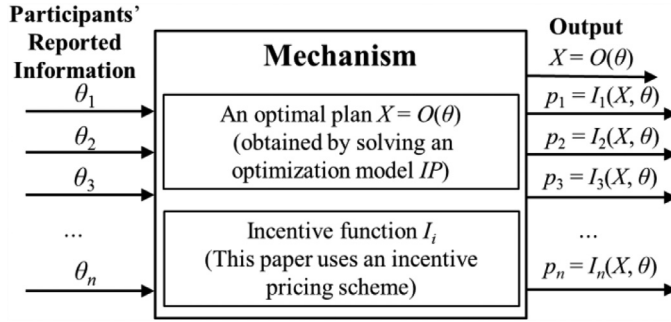 Participants'
Reported
Information
θ1
θ2
θ3
...
θn
Mechanism
An optimal plan X = O(θ)
(obtained by solving an
optimization model IP)
Incentive function Ii
(This paper uses an incentive
pricing scheme)
Output
X = O(θ)
p1 = I1(X, θ)
p2 = I2(X, θ)
p3 = I3(X, θ)
...
pn = In(X, θ)